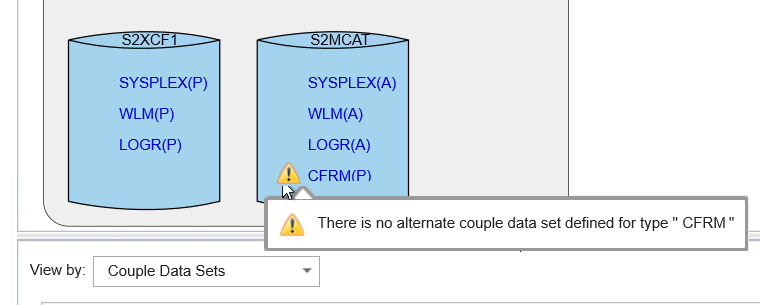 S2XCF1
SYSPLEX(P)
WLM(P)
LOGR(P)
S2MCAT
SYSPLEX(A)
WLM(A)
LOGR(A)
CFRM(P)
There is no alternate couple data set defined for type " CFRM "
View by: Couple Data Sets